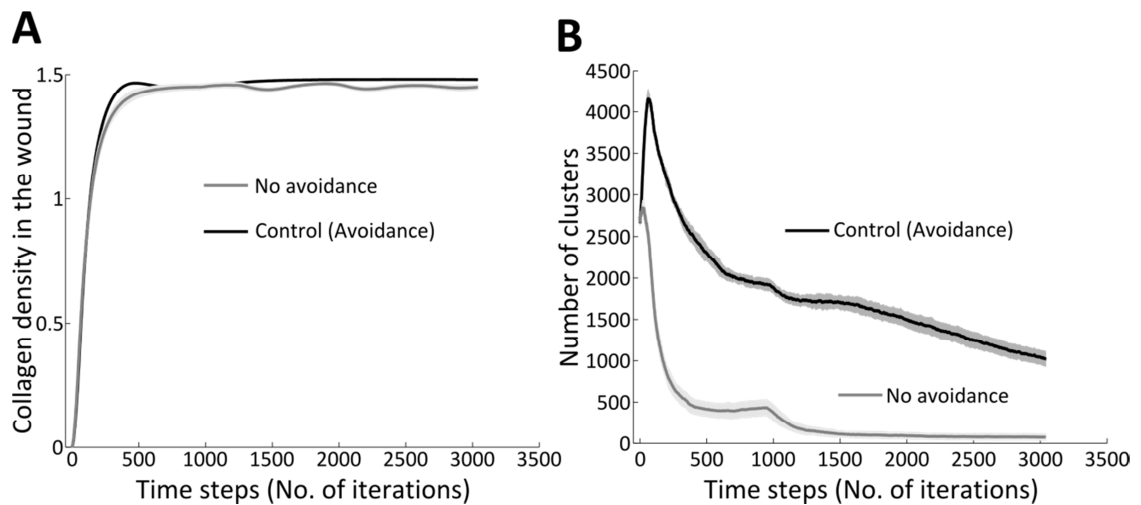 A
Collagen density in the wound
1.5
1
0.5
0
No avoidance
Control (Avoidance)
0 500 1000 1500 2000 2500 3000 3500
Time steps (No. of iterations)
B
Number of clusters
4500
4000
3500
3000
2500
2000
1500
1000
500
0
Control (Avoidance)
No avoidance
0 500 1000 1500 2000 2500 3000 3500
Time steps (No. of iterations)